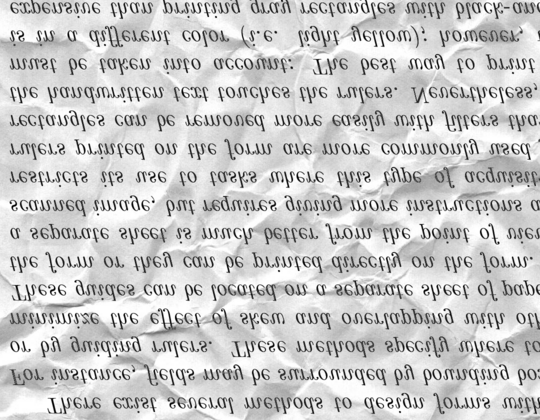 There exist several methods to design forms with
For instance, fields may be surrounded by bounding bo
or by guiding rulers. These methods specify where to
minimize the effect of skew and overlapping with oth
These guides can be located on a separate sheet of pape
the form or they can be printed directly on the form.
a separate sheet is much better from the point of vie
scanned image, but requires giving more instructions a
restricts its use to tasks where this type of acquisit
rulers printed on the form are more commonly used
rectangles can be removed more easily with filters tha
the handwritten text touches the rulers. Nevertheless,
must be taken into account: The best way to print
is in a different color (i.e. light yellow); however,
expensive than printing gray rectangles with black-an